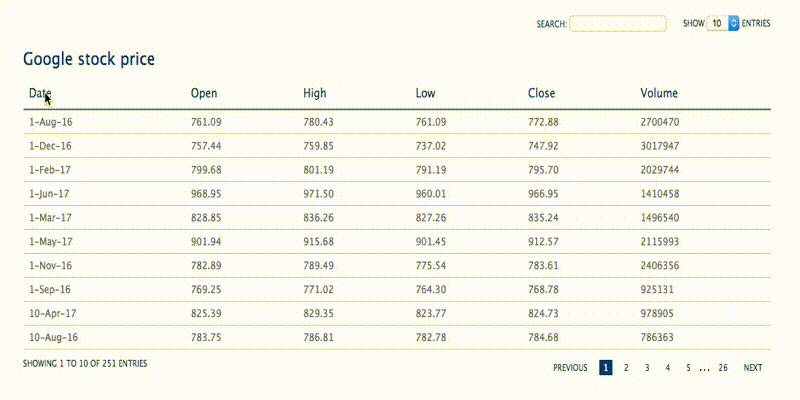 SEARCH: SHOW 10 ENTRIES
Google stock price
Date Open High Low Close Volume
1-Aug-16 761.09 780.43 761.09 772.88 2700470
1-Dec-16 757.44 759.85 737.02 747.92 3017947
1-Feb-17 799.68 801.19 791.19 795.70 2029744
1-Jun-17 968.95 971.50 960.01 966.95 1410458
1-Mar-17 828.85 836.26 827.26 835.24 1496540
1-May-17 901.94 915.68 901.45 912.57 2115993
1-Nov-16 782.89 789.49 775.54 783.61 2406356
1-Sep-16 769.25 771.02 764.30 768.78 925131
10-Apr-17 825.39 829.35 823.77 824.73 978905
10-Aug-16 783.75 786.81 782.78 784.68 786363
SHOWING 1 TO 10 OF 251 ENTRIES PREVIOUS 1 2 3 4 5 ... 26 NEXT